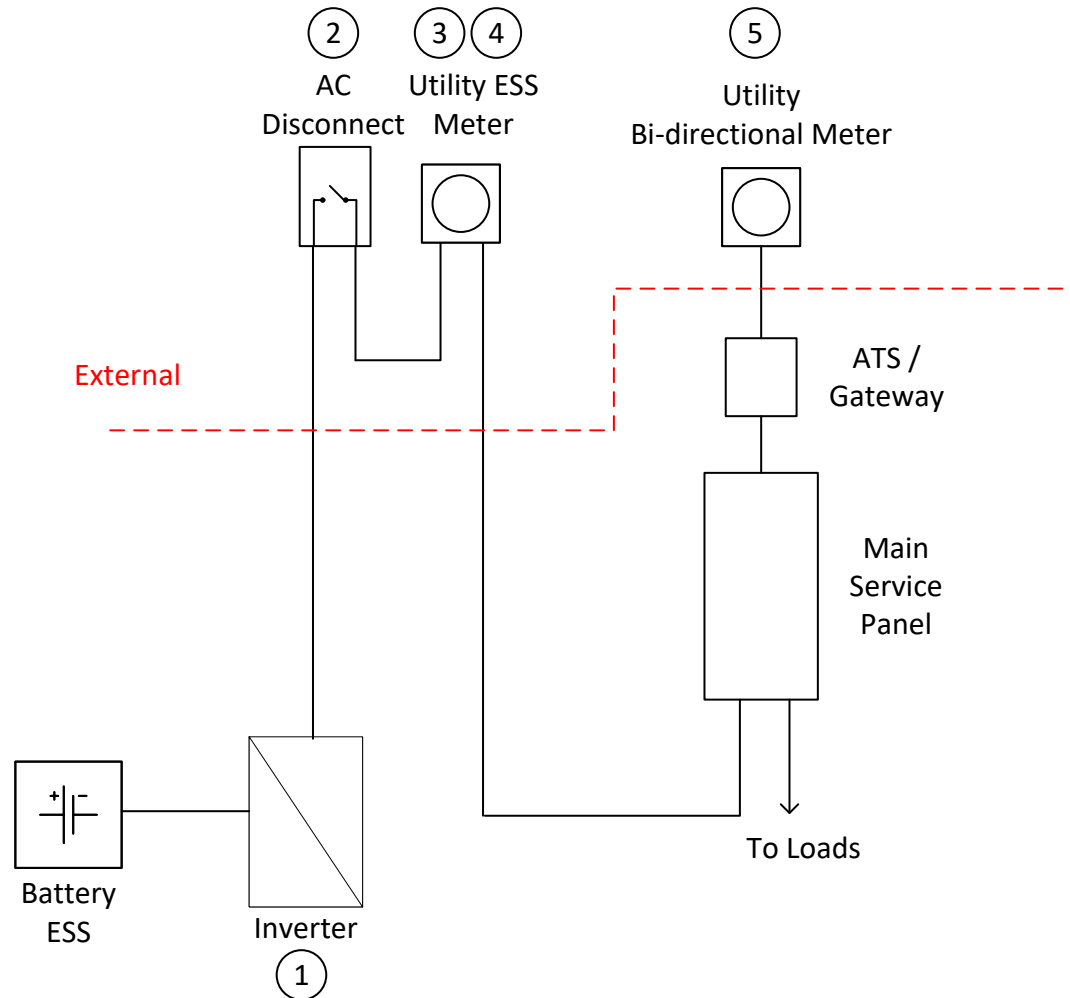 2
3 4
5
AC
Disconnect
Utility ESS
Meter
Utility
Bi-directional Meter
External
ATS /
Gateway
Main
Service
Panel
+ -
To Loads
Battery
ESS
Inverter
1